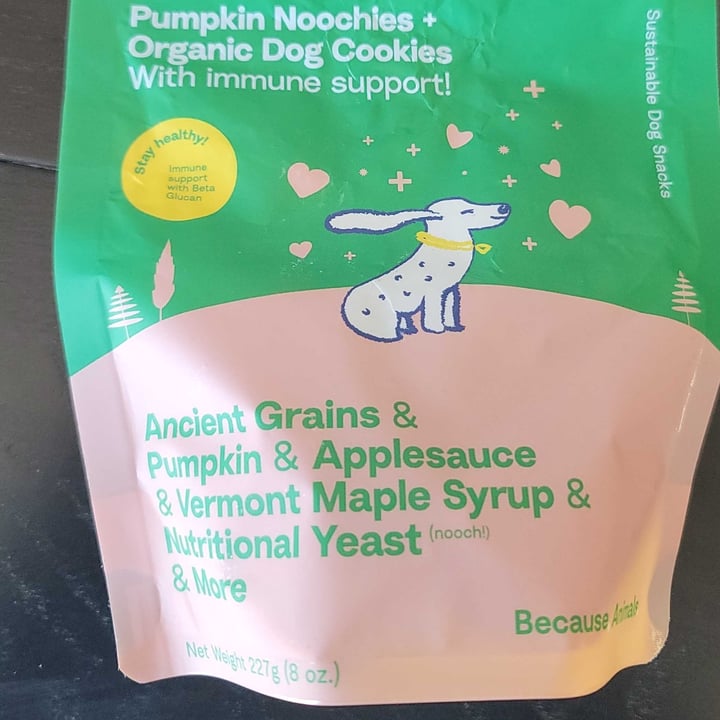 Pumpkin Noochies +
Organic Dog Cookies
With immune support!
Sustainable Dog Snacks
Stay healthy!
Immune
support
with Beta
Glucan
Ancient Grains &
Pumpkin & Applesauce
& Vermont Maple Syrup &
Nutritional Yeast (nooch!)
& More
Because Animals
Net Weight 227g (8 oz.)